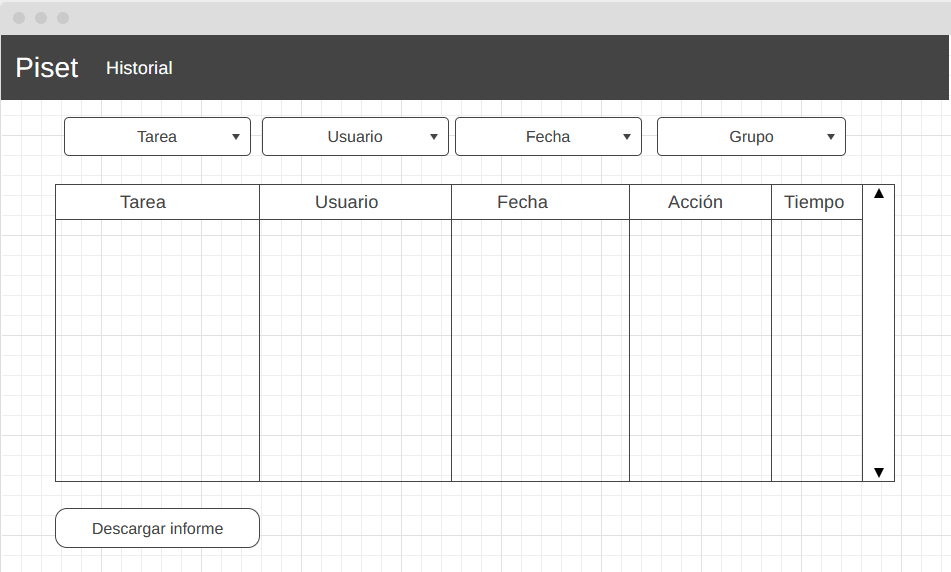 Piset Historial
Tarea Usuario Fecha Grupo
Tarea Usuario Fecha Acción Tiempo
Descargar informe